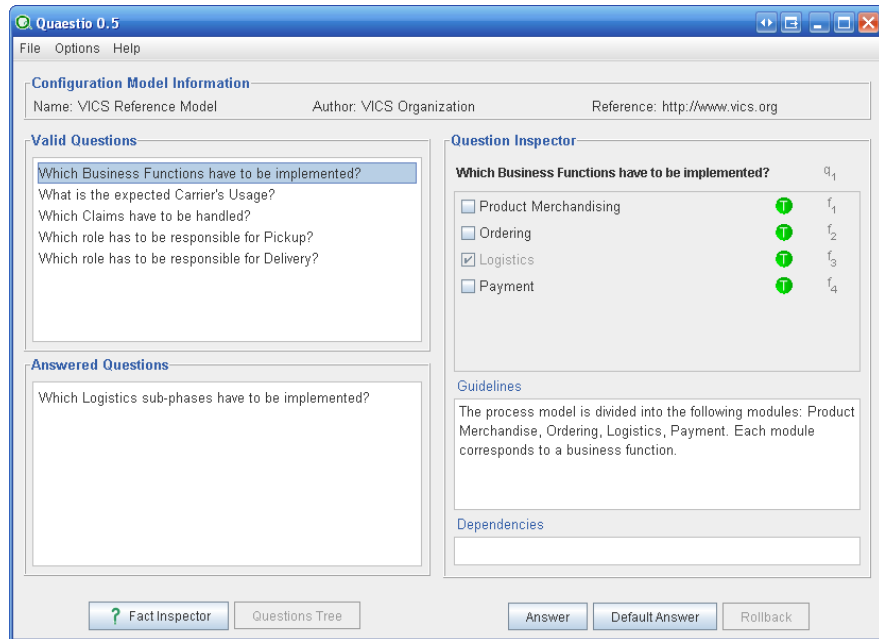 Quaestio 0.5
File Options Help
Configuration Model Information
Name: VICS Reference Model Author: VICS Organization Reference: http://www.vics.org
Valid Questions
Which Business Functions have to be implemented?
What is the expected Carrier's Usage?
Which Claims have to be handled?
Which role has to be responsible for Pickup?
Which role has to be responsible for Delivery?
Answered Questions
Which Logistics sub-phases have to be implemented?
Question Inspector
Which Business Functions have to be implemented? q1
Product Merchandising T f1
Ordering T f2
Logistics T f3
Payment T f4
Guidelines
The process model is divided into the following modules: Product
Merchandise, Ordering, Logistics, Payment. Each module
corresponds to a business function.
Dependencies
? Fact Inspector Questions Tree Answer Default Answer Rollback